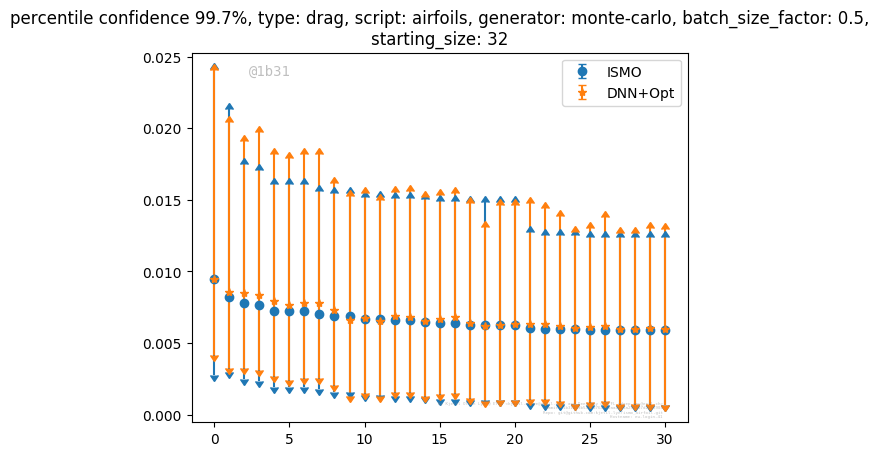 percentile confidence 99.7%, type: drag, script: airfoils, generator: monte-carlo, batch_size_factor: 0.5,
starting_size: 32
0.025
@1b31
ISMO
DNN+Opt
0.020
0.015
0.010
0.005
0.000
0 5 10 15 20 25 30